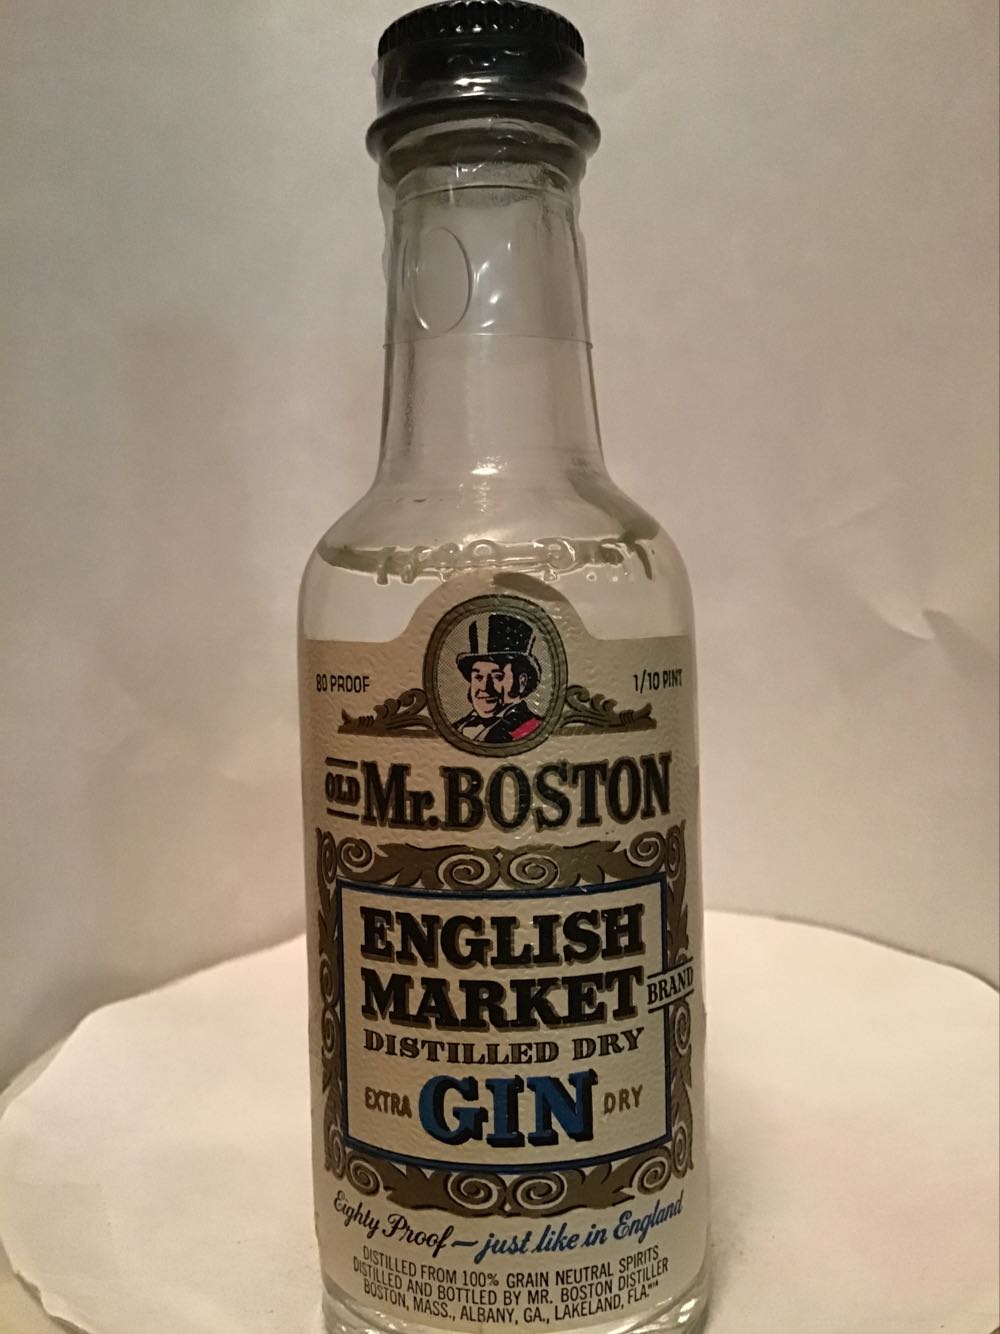 80 PROOF
1/10 PINT
OLD Mr. BOSTON
ENGLISH
MARKET BRAND
DISTILLED DRY
EXTRA GIN DRY
Eighty Proof — just like in England
DISTILLED FROM 100% GRAIN NEUTRAL SPIRITS
DISTILLED AND BOTTLED BY MR. BOSTON DISTILLER
BOSTON, MASS., ALBANY, GA., LAKELAND, FLA.